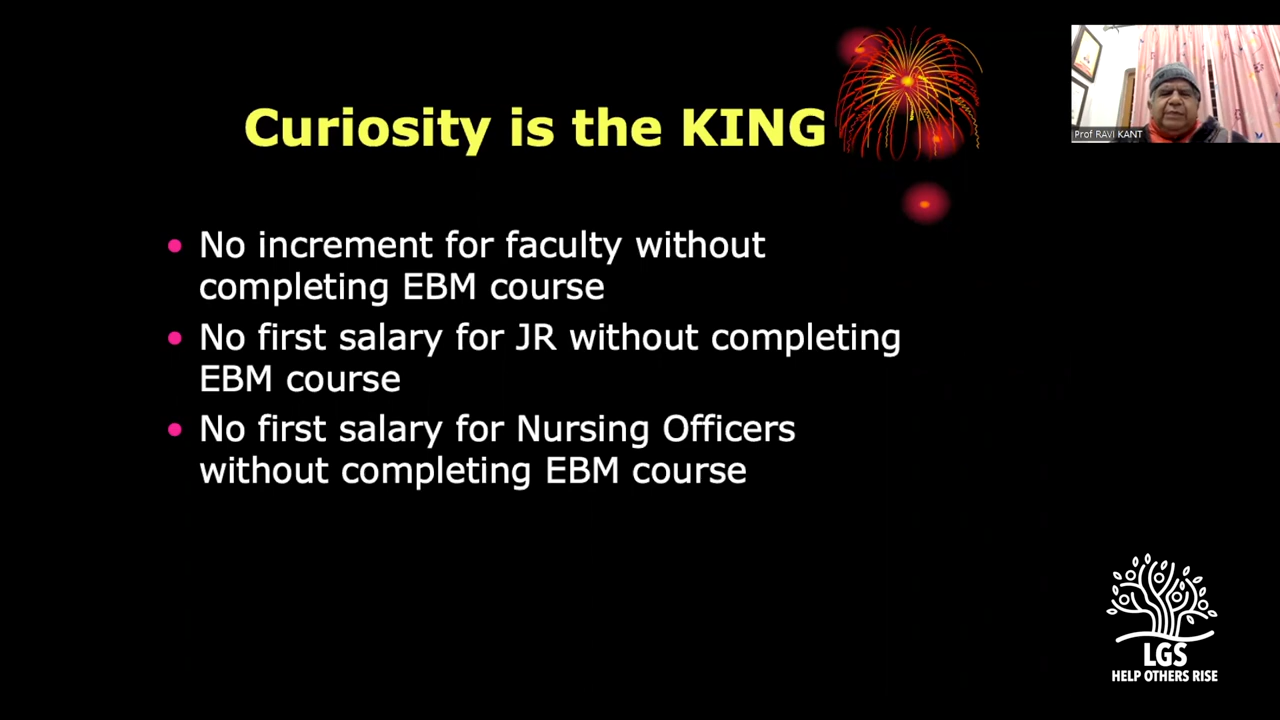 Curiosity is the KING
Prof RAVI KANT
• No increment for faculty without
completing EBM course
• No first salary for JR without completing
EBM course
• No first salary for Nursing Officers
without completing EBM course
LGS
HELP OTHERS RISE